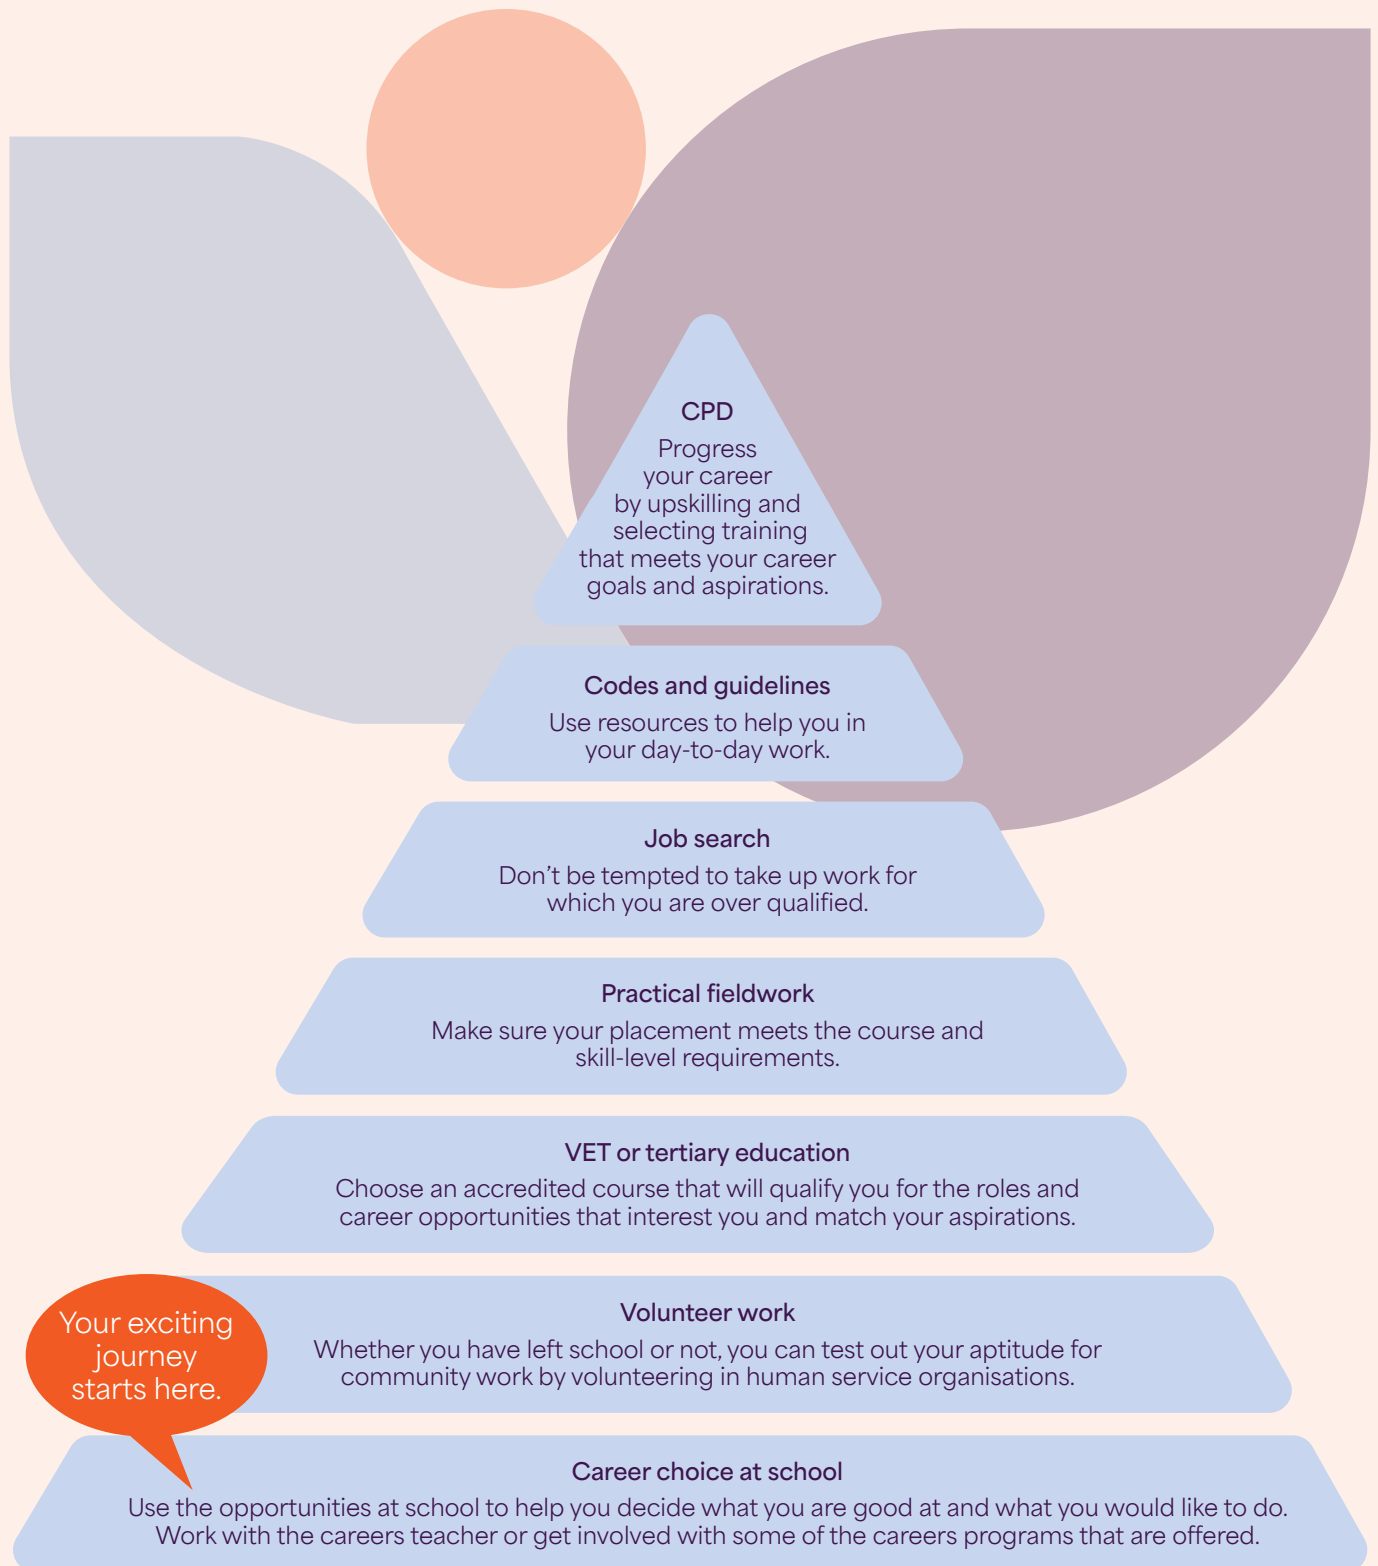 CPD
Progress
your career
by upskilling and
selecting training
that meets your career
goals and aspirations.
Codes and guidelines
Use resources to help you in
your day-to-day work.
Job search
Don’t be tempted to take up work for
which you are over qualified.
Practical fieldwork
Make sure your placement meets the course and
skill-level requirements.
VET or tertiary education
Choose an accredited course that will qualify you for the roles and
career opportunities that interest you and match your aspirations.
Your exciting
journey
starts here.
Volunteer work
Whether you have left school or not, you can test out your aptitude for
community work by volunteering in human service organisations.
Career choice at school
Use the opportunities at school to help you decide what you are good at and what you would like to do.
Work with the careers teacher or get involved with some of the careers programs that are offered.